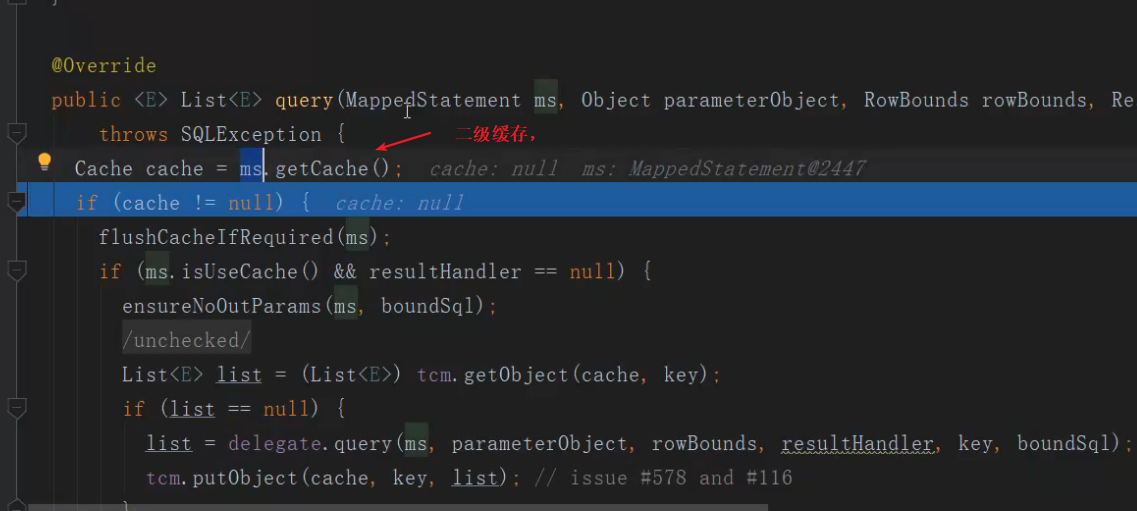 }
@Override
public <E> List<E> query(MappedStatement ms, Object parameterObject, RowBounds rowBounds, Re
throws SQLException {
二级缓存，
Cache cache = ms.getCache(); cache: null ms: MappedStatement@2447
if (cache != null) { cache: null
flushCacheIfRequired(ms);
if (ms.isUseCache() && resultHandler == null) {
ensureNoOutParams(ms, boundSql);
/unchecked/
List<E> list = (List<E>) tcm.getObject(cache, key);
if (list == null) {
list = delegate.query(ms, parameterObject, rowBounds, resultHandler, key, boundSql);
tcm.putObject(cache, key, list); // issue #578 and #116
}